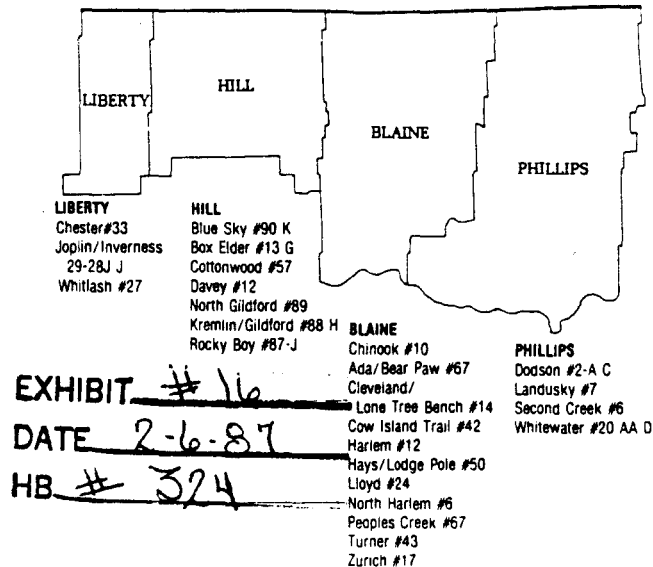 LIBERTY
HILL
BLAINE
PHILLIPS
LIBERTY
Chester#33
Joplin/Inverness
29-28J J
Whitlash #27
HILL
Blue Sky #90 K
Box Elder #13 G
Cottonwood #57
Davey #12
North Gildford #89
Kremlin/Gildford #88 H
Rocky Boy #87-J
BLAINE
Chinook #10
Ada/Bear Paw #67
Cleveland/
Lone Tree Bench #14
Cow Island Trail #42
Harlem #12
Hays/Lodge Pole #50
Lloyd #24
North Harlem #6
Peoples Creek #67
Turner #43
Zurich #17
PHILLIPS
Dodson #2-A C
Landusky #7
Second Creek #6
Whitewater #20 AA D
EXHIBIT # 16
DATE 2-6-87
HB # 324